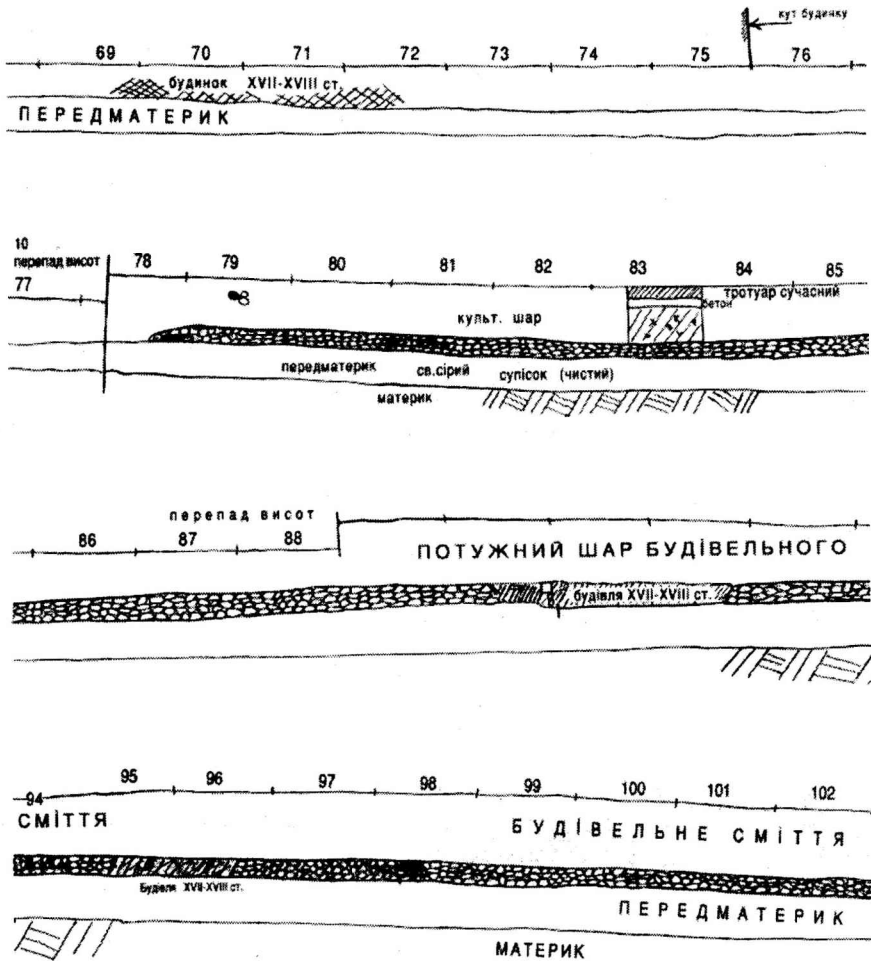 кут будинку
69 70 71 72 73 74 75 76
будинок XVII-XVIII ст.
ПЕРЕДМАТЕРИК
10
перепад висот
77 78 79 80 81 82 83 84 85
тротуар сучасний
бетон
культ. шар
передматерик св.сірий супісок (чистий)
материк
перепад висот
86 87 88
ПОТУЖНИЙ ШАР БУДІВЕЛЬНОГО
будівля XVII-XVIII ст.
94 95 96 97 98 99 100 101 102
СМІТТЯ
БУДІВЕЛЬНЕ СМІТТЯ
Будівля XVII-XVIII ст.
ПЕРЕДМАТЕРИК
МАТЕРИК